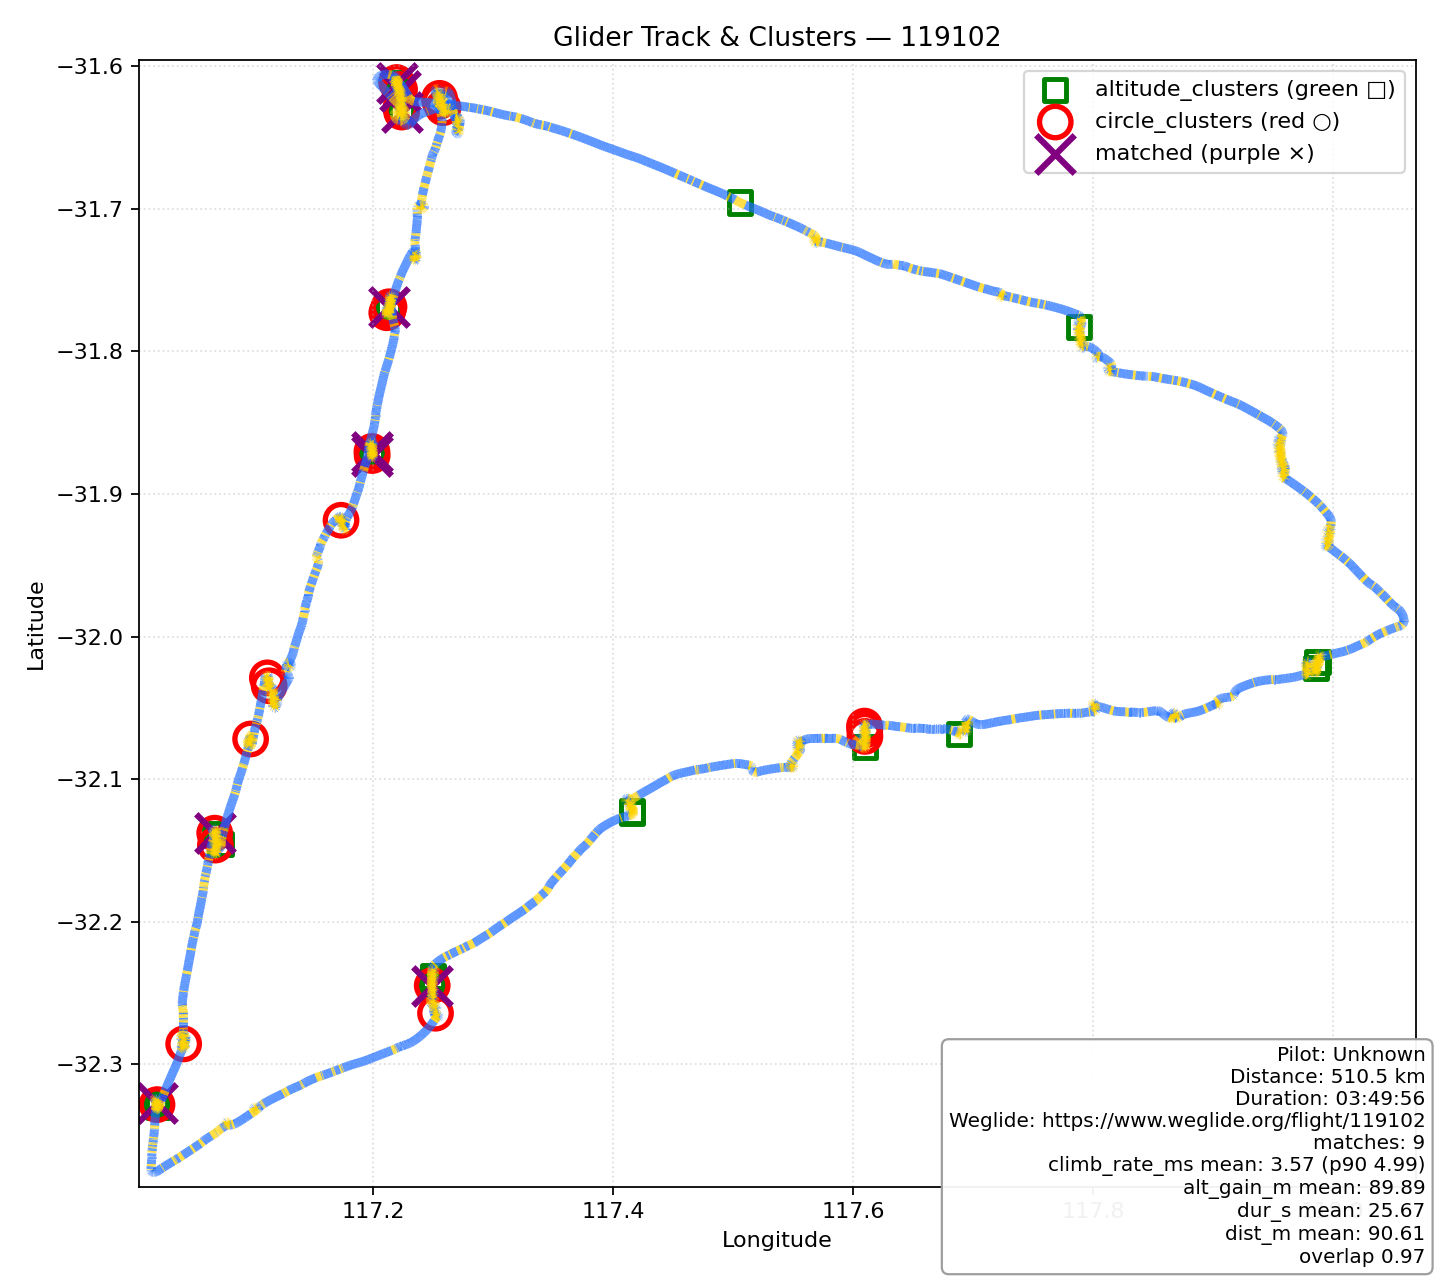 Glider Track & Clusters — 119102
altitude_clusters (green □)
circle_clusters (red ○)
matched (purple ×)
−31.6
−31.7
−31.8
−31.9
−32.0
−32.1
−32.2
−32.3
Latitude
117.2
117.4
117.6
117.8
Longitude
Pilot: Unknown
Distance: 510.5 km
Duration: 03:49:56
Weglide: https://www.weglide.org/flight/119102
matches: 9
climb_rate_ms mean: 3.57 (p90 4.99)
alt_gain_m mean: 89.89
dur_s mean: 25.67
dist_m mean: 90.61
overlap 0.97